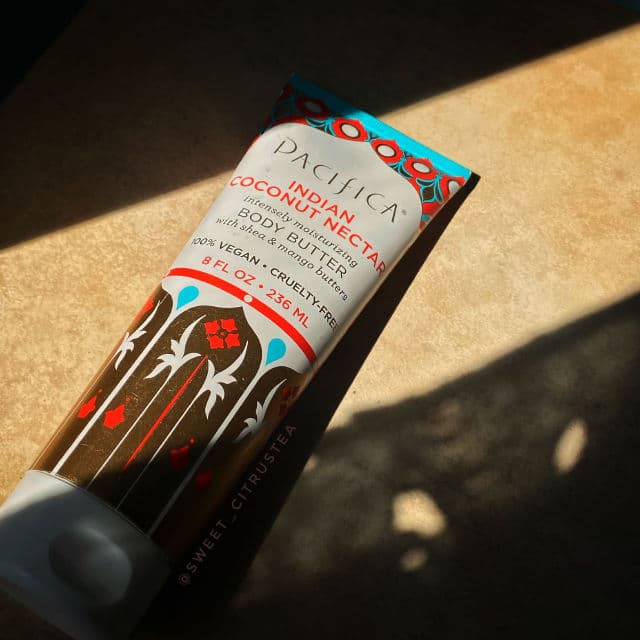 PACIFICA®
INDIAN
COCONUT NECTAR
intensely moisturizing
BODY BUTTER
with shea & mango butters
100% VEGAN • CRUELTY-FREE
8 FL OZ • 236 ML
@SWEET_CITRUSTEA